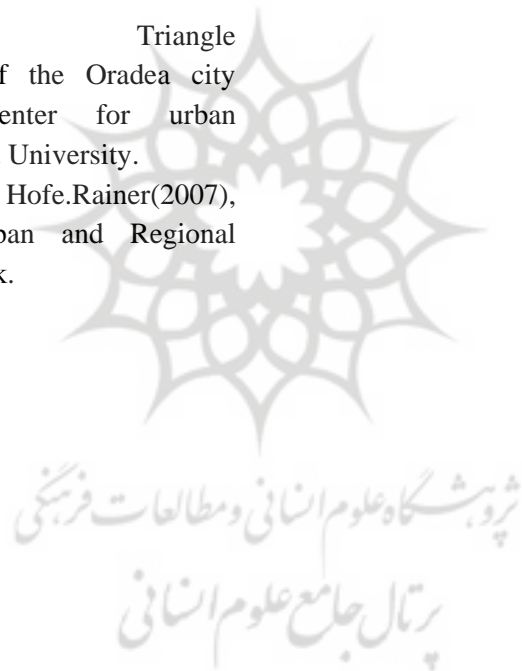 Triangle
f the Oradea city
enter for urban
University.
Hofe.Rainer(2007),
ban and Regional
k.
پژوهشگاه علوم انسانی و مطالعات فرهنگی
پرتال جامع علوم انسانی